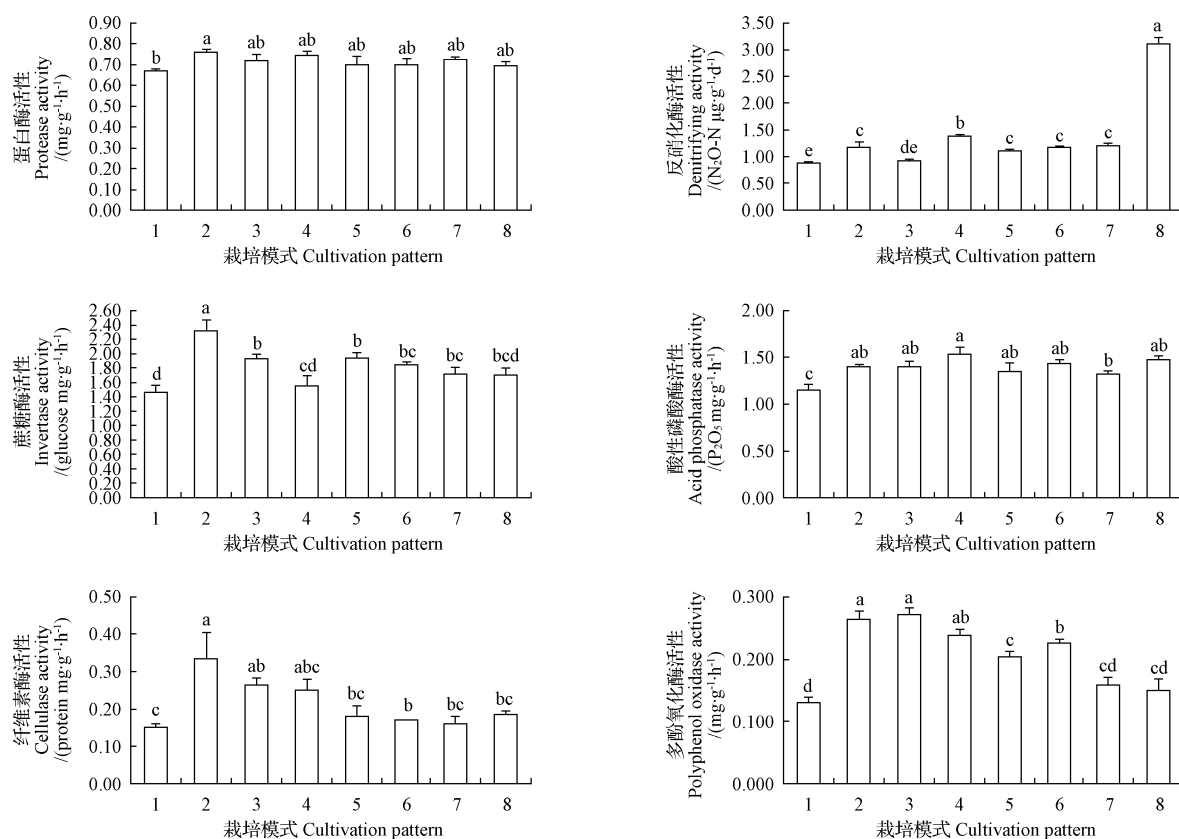 蛋白酶活性
Protease activity
/(mg·g⁻¹·h⁻¹)
0.90
0.80
0.70
0.60
0.50
0.40
0.30
0.20
0.10
0.00
b a ab ab ab ab ab ab
1 2 3 4 5 6 7 8
栽培模式 Cultivation pattern
反硝化酶活性
Denitrifying activity
/(N₂O-N μg·g⁻¹·d⁻¹)
3.50
3.00
2.50
2.00
1.50
1.00
0.50
0.00
e c de b c c c a
1 2 3 4 5 6 7 8
栽培模式 Cultivation pattern
蔗糖酶活性
Invertase activity
/(glucose mg·g⁻¹·h⁻¹)
2.60
2.40
2.20
2.00
1.80
1.60
1.40
1.20
1.00
0.80
0.60
0.40
0.20
0.00
d a b cd b bc bc bcd
1 2 3 4 5 6 7 8
栽培模式 Cultivation pattern
酸性磷酸酶活性
Acid phosphatase activity
/(P₂O₅ mg·g⁻¹·h⁻¹)
2.00
1.50
1.00
0.50
0.00
c ab ab a ab ab b ab
1 2 3 4 5 6 7 8
栽培模式 Cultivation pattern
纤维素酶活性
Cellulase activity
/(protein mg·g⁻¹·h⁻¹)
0.50
0.40
0.30
0.20
0.10
0.00
c a ab abc bc b bc bc
1 2 3 4 5 6 7 8
栽培模式 Cultivation pattern
多酚氧化酶活性
Polyphenol oxidase activity
/(mg·g⁻¹·h⁻¹)
0.300
0.200
0.100
0.000
d a a ab c b cd cd
1 2 3 4 5 6 7 8
栽培模式 Cultivation pattern